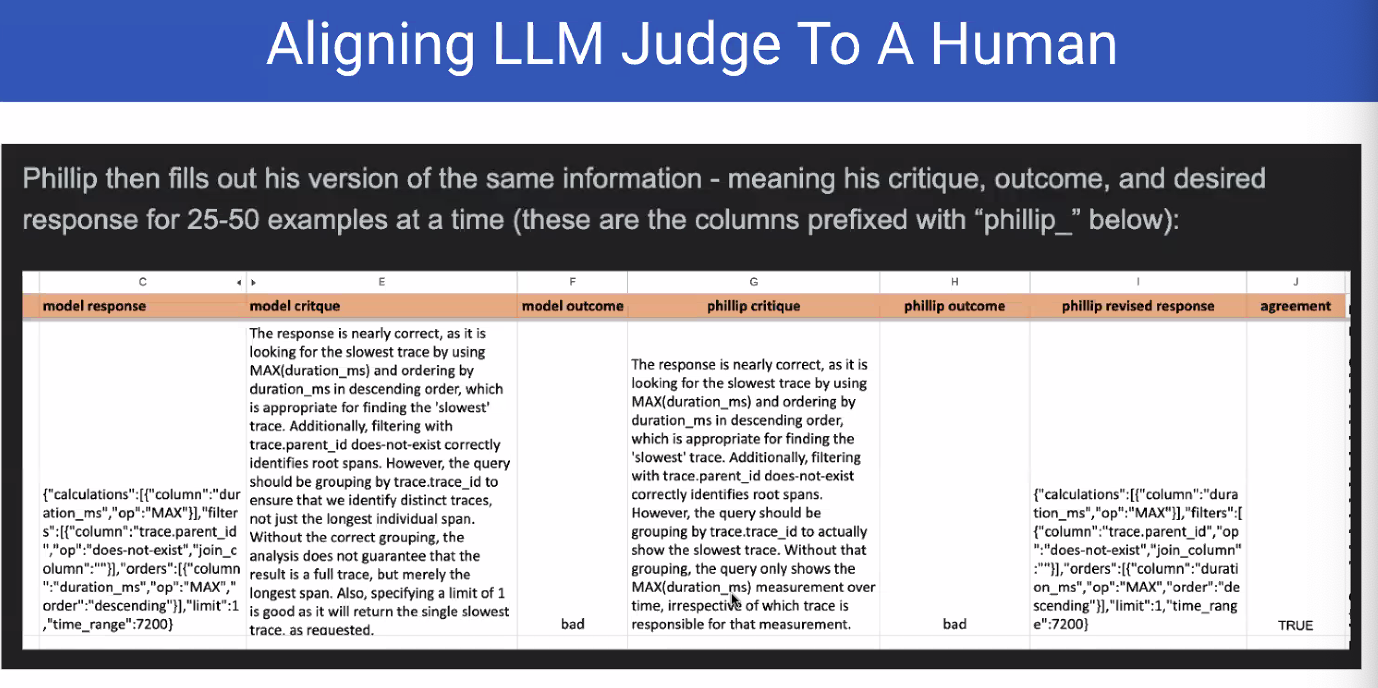 Aligning LLM Judge To A Human
Phillip then fills out his version of the same information - meaning his critique, outcome, and desired
response for 25-50 examples at a time (these are the columns prefixed with “phillip_” below):
C E F G H I J
model response model critque model outcome phillip critique phillip outcome phillip revised response agreement
{"calculations":[{"column":"dur
ation_ms","op":"MAX"}],"filter
s":[{"column":"trace.parent_id
","op":"does-not-exist","join_c
olumn":""}],"orders":[{"column
":"duration_ms","op":"MAX","
order":"descending"}],"limit":1
,"time_range":7200}
The response is nearly correct, as it is
looking for the slowest trace by using
MAX(duration_ms) and ordering by
duration_ms in descending order, which
is appropriate for finding the 'slowest'
trace. Additionally, filtering with
trace.parent_id does-not-exist correctly
identifies root spans. However, the query
should be grouping by trace.trace_id to
ensure that we identify distinct traces,
not just the longest individual span.
Without the correct grouping, the
analysis does not guarantee that the
result is a full trace, but merely the
longest span. Also, specifying a limit of 1
is good as it will return the single slowest
trace, as requested.
bad
The response is nearly correct, as it is
looking for the slowest trace by using
MAX(duration_ms) and ordering by
duration_ms in descending order,
which is appropriate for finding the
'slowest' trace. Additionally, filtering
with trace.parent_id does-not-exist
correctly identifies root spans.
However, the query should be
grouping by trace.trace_id to actually
show the slowest trace. Without that
grouping, the query only shows the
MAX(duration_ms) measurement over
time, irrespective of which trace is
responsible for that measurement.
bad
{"calculations":[{"column":"dura
tion_ms","op":"MAX"}],"filters":[
{"column":"trace.parent_id","op
":"does-not-exist","join_column"
:""}],"orders":[{"column":"durati
on_ms","op":"MAX","order":"de
scending"}],"limit":1,"time_rang
e":7200}
TRUE